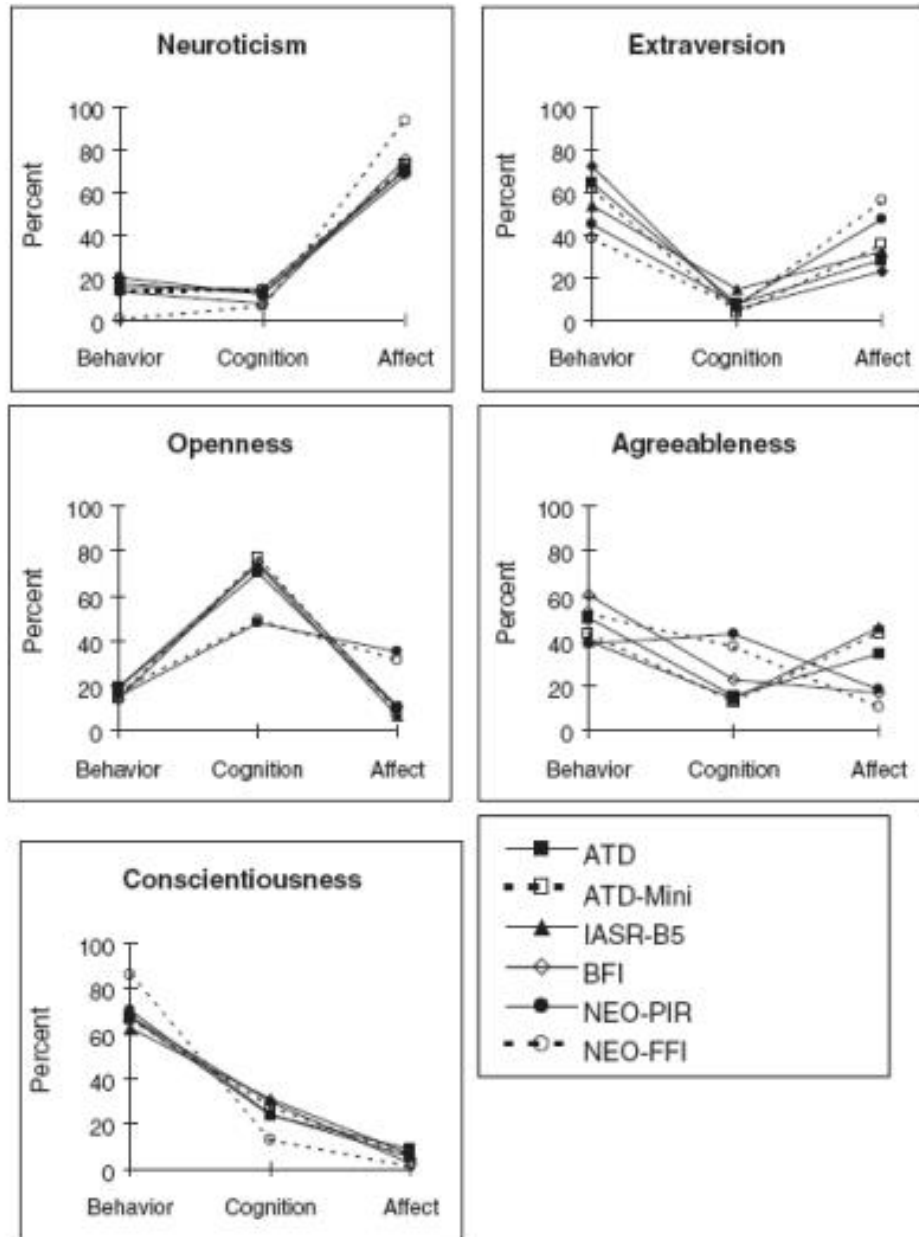 Neuroticism
100
80
60
40
20
0
Percent
Behavior Cognition Affect
Extraversion
100
80
60
40
20
0
Percent
Behavior Cognition Affect
Openness
100
80
60
40
20
0
Percent
Behavior Cognition Affect
Agreeableness
100
80
60
40
20
0
Percent
Behavior Cognition Affect
Conscientiousness
100
80
60
40
20
0
Percent
Behavior Cognition Affect
ATD
ATD-Mini
IASR-B5
BFI
NEO-PIR
NEO-FFI